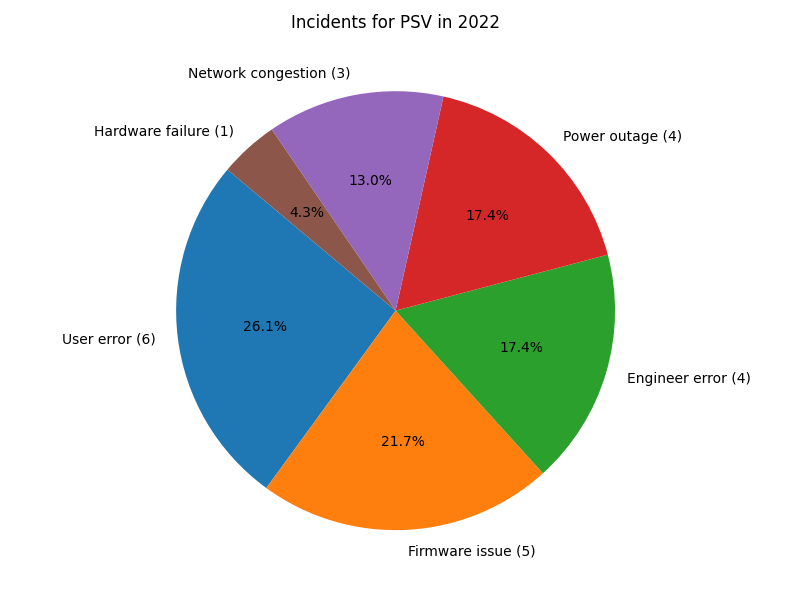 Incidents for PSV in 2022
Network congestion (3)
Hardware failure (1)
Power outage (4)
13.0%
4.3%
17.4%
User error (6)
26.1%
17.4%
Engineer error (4)
21.7%
Firmware issue (5)